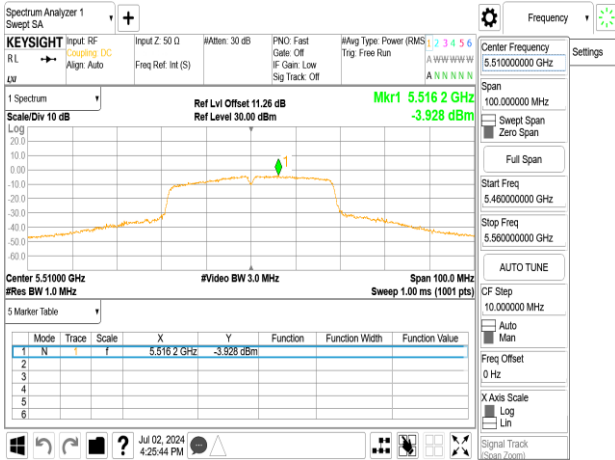 Spectrum Analyzer 1
Swept SA
+
Frequency
Settings
KEYSIGHT
RL
LXI
Input: RF
Coupling: DC
Align: Auto
Input Z: 50 Ω
Freq Ref: Int (S)
#Atten: 30 dB
PNO: Fast
Gate: Off
IF Gain: Low
Sig Track: Off
#Avg Type: Power (RMS
Trig: Free Run
1 2 3 4 5 6
A W W W W W
A N N N N N
1 Spectrum
Scale/Div 10 dB
Ref Lvl Offset 11.26 dB
Ref Level 30.00 dBm
Mkr1 5.516 2 GHz
-3.928 dBm
Log
20.0
10.0
0.00
-10.0
-20.0
-30.0
-40.0
-50.0
-60.0
1
Center 5.51000 GHz
#Res BW 1.0 MHz
#Video BW 3.0 MHz
Span 100.0 MHz
Sweep 1.00 ms (1001 pts)
5 Marker Table
Mode Trace Scale X Y Function Function Width Function Value
1 N 1 f 5.516 2 GHz -3.928 dBm
2
3
4
5
6
Jul 02, 2024
4:25:44 PM
?
Center Frequency
5.510000000 GHz
Span
100.000000 MHz
Swept Span
Zero Span
Full Span
Start Freq
5.460000000 GHz
Stop Freq
5.560000000 GHz
AUTO TUNE
CF Step
10.000000 MHz
Auto
Man
Freq Offset
0 Hz
X Axis Scale
Log
Lin
Signal Track
(Span Zoom)